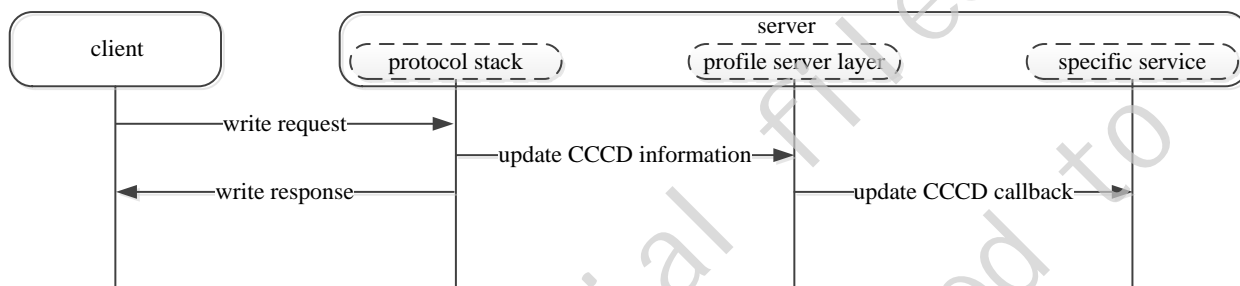 client
server
protocol stack
profile server layer
specific service
write request
update CCCD information
write response
update CCCD callback